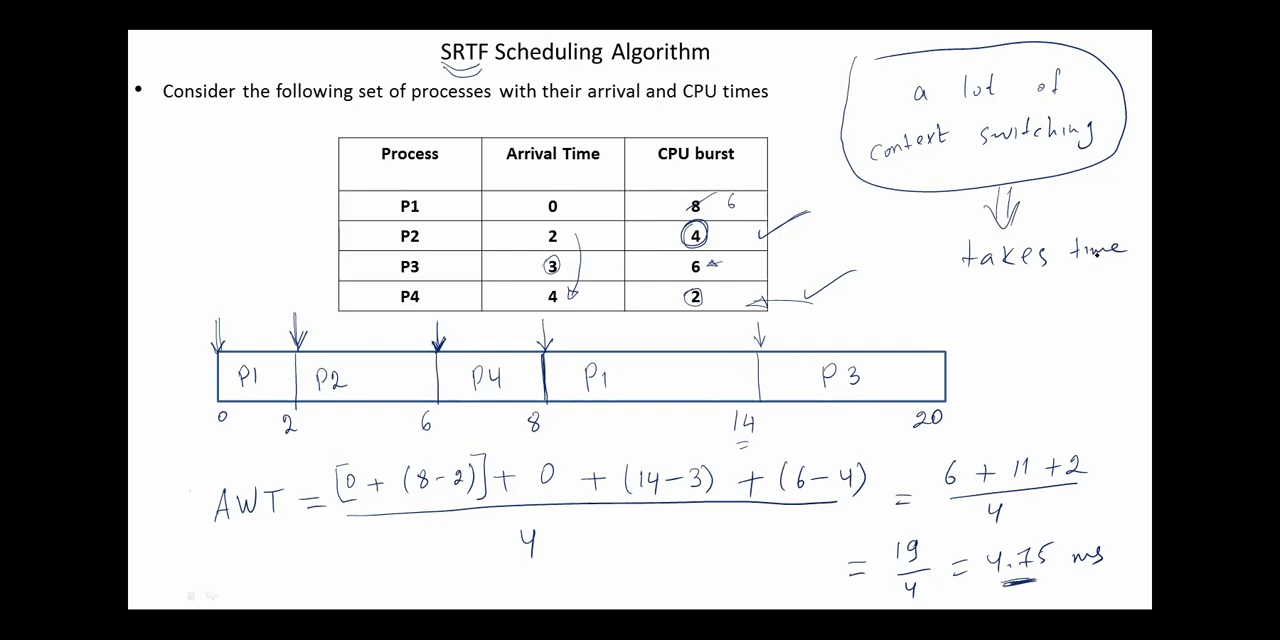 SRTF Scheduling Algorithm
• Consider the following set of processes with their arrival and CPU times
a lot of
context switching
takes time
Process Arrival Time CPU burst
P1 0 8 6
P2 2 4
P3 3 6
P4 4 2
P1 P2 P4 P1 P3
0 2 6 8 14 20
AWT = [0 + (8-2)] + 0 + (14-3) + (6-4) = 6 + 11 + 2
4 4
= 19 = 4.75 ms
4